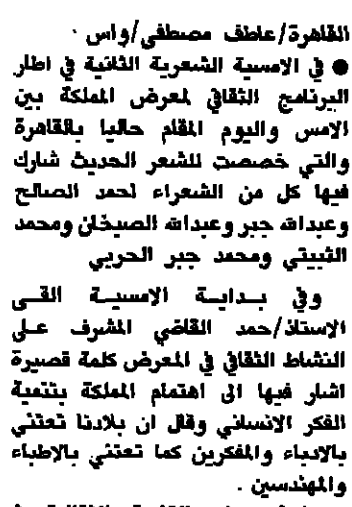 القاهرة/عاطف مصطفى/واس
● في الامسية الشعرية الثانية في اطار
البرنامج الثقافي لمعرض المملكة بين
الامس واليوم المقام حاليا بالقاهرة
والتي خصصت للشعر الحديث شارك
فيها كل من الشعراء احمد الصالح
وعبدالله جبر وعبدالله الصيخان ومحمد
الثبيتي ومحمد جبر الحربي
وفي بـدايـة الامسيـة القـى
الاستاذ/حمد القاضي المشرف على
النشاط الثقافي في المعرض كلمة قصيرة
اشار فيها الى اهتمام المملكة بتنمية
الفكر الانساني وقال ان بلادنا تعتني
بالادباء والمفكرين كما تعتني بالاطباء
والمهندسين .